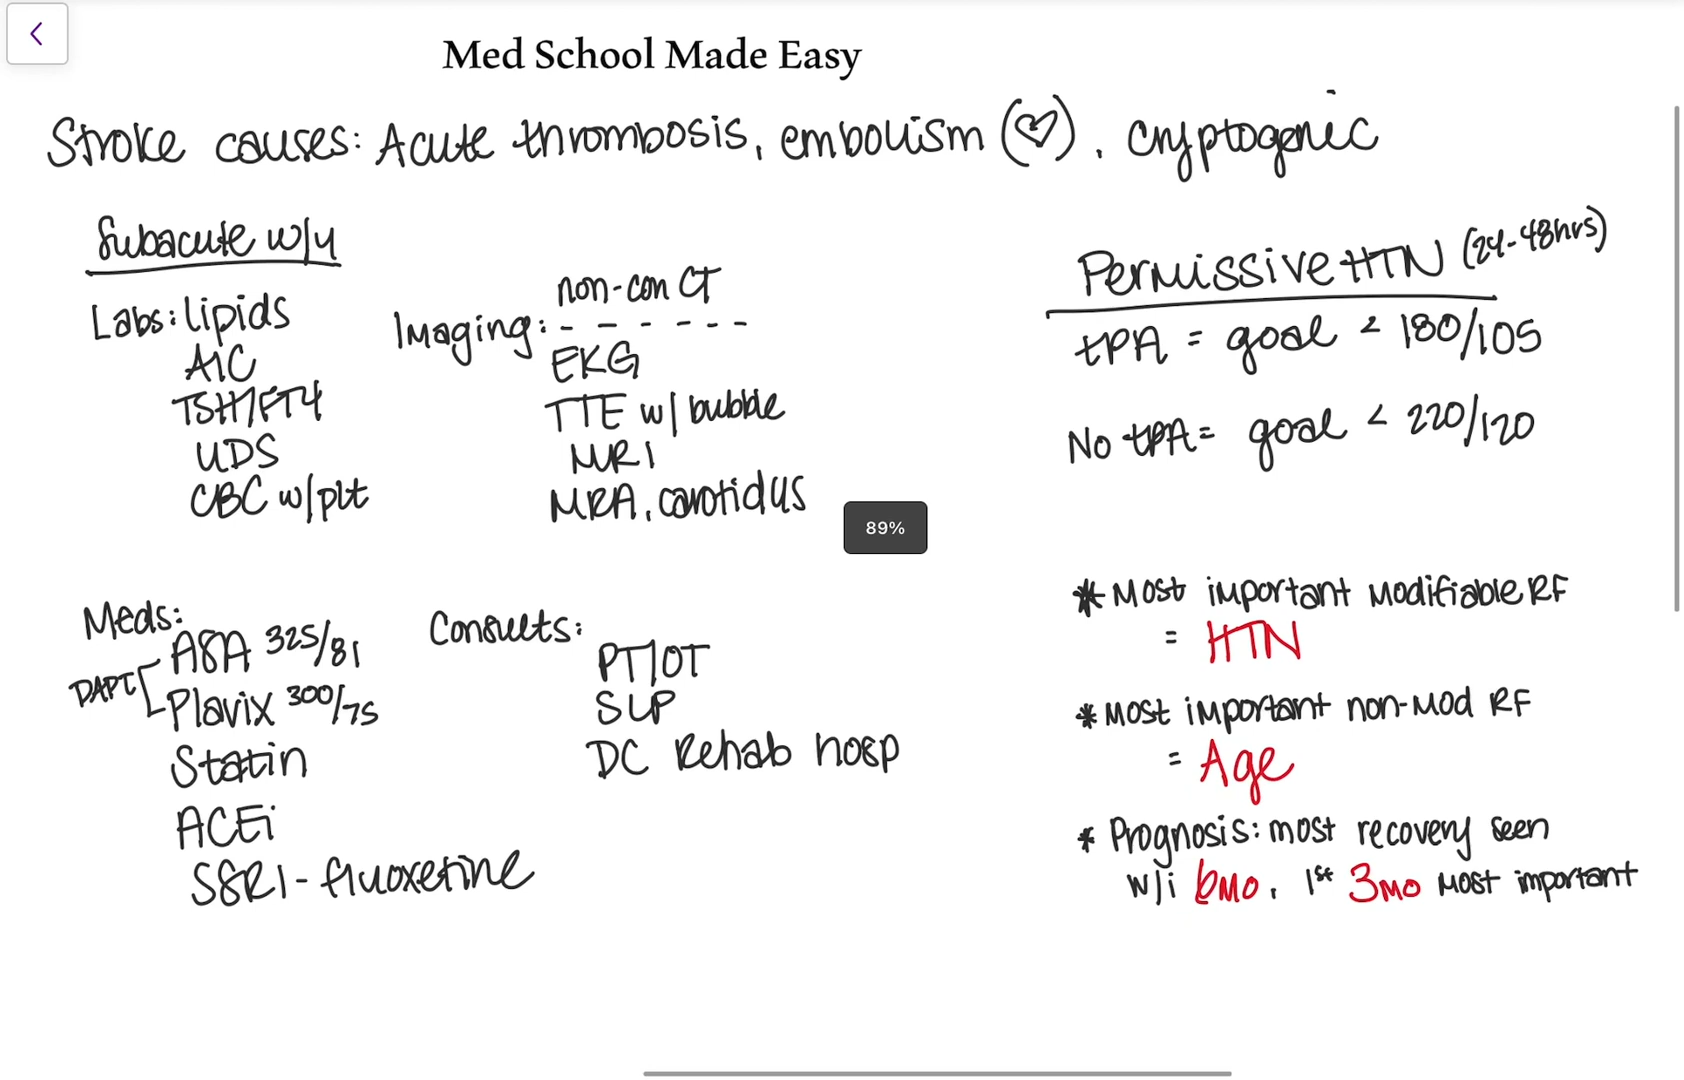 Med School Made Easy
Stroke causes: Acute thrombosis, embolism (♡), cryptogenic
Subacute w/u
Labs: lipids
A1C
TSH/FT4
UDS
CBC w/plt
non-con CT
Imaging: - - - - - -
EKG
TTE w/ bubble
MRI
MRA, carotid us
Permissive HTN (24-48hrs)
tPA = goal < 180/105
No tPA = goal < 220/120
89%
Meds:
DAPT [ ASA 325/81
Plavix 300/75
Statin
ACEi
SSRI - fluoxetine
Consults:
PT/OT
SLP
DC Rehab hosp
* Most important modifiable RF
= HTN
* Most important non-mod RF
= Age
* Prognosis: most recovery seen
w/i 6mo, 1st 3mo most important